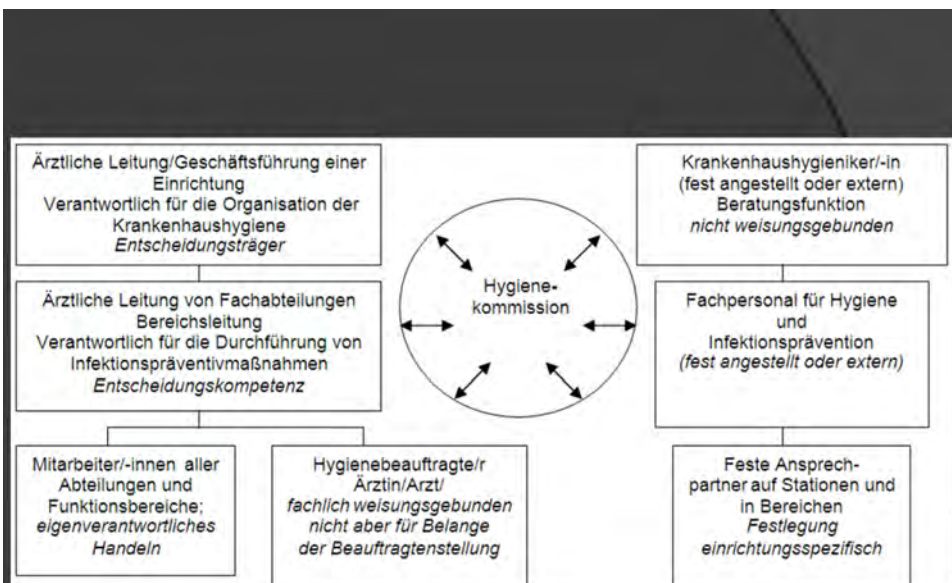 Ärztliche Leitung/Geschäftsführung einer
Einrichtung
Verantwortlich für die Organisation der
Krankenhaushygiene
Entscheidungsträger
Krankenhaushygieniker/-in
(fest angestellt oder extern)
Beratungsfunktion
nicht weisungsgebunden
Hygiene-
kommission
Ärztliche Leitung von Fachabteilungen
Bereichsleitung
Verantwortlich für die Durchführung von
Infektionspräventivmaßnahmen
Entscheidungskompetenz
Fachpersonal für Hygiene
und
Infektionsprävention
(fest angestellt oder extern)
Mitarbeiter/-innen aller
Abteilungen und
Funktionsbereiche;
eigenverantwortliches
Handeln
Hygienebeauftragte/r
Ärztin/Arzt/
fachlich weisungsgebunden
nicht aber für Belange
der Beauftragtenstellung
Feste Ansprech-
partner auf Stationen und
in Bereichen
Festlegung
einrichtungsspezifisch